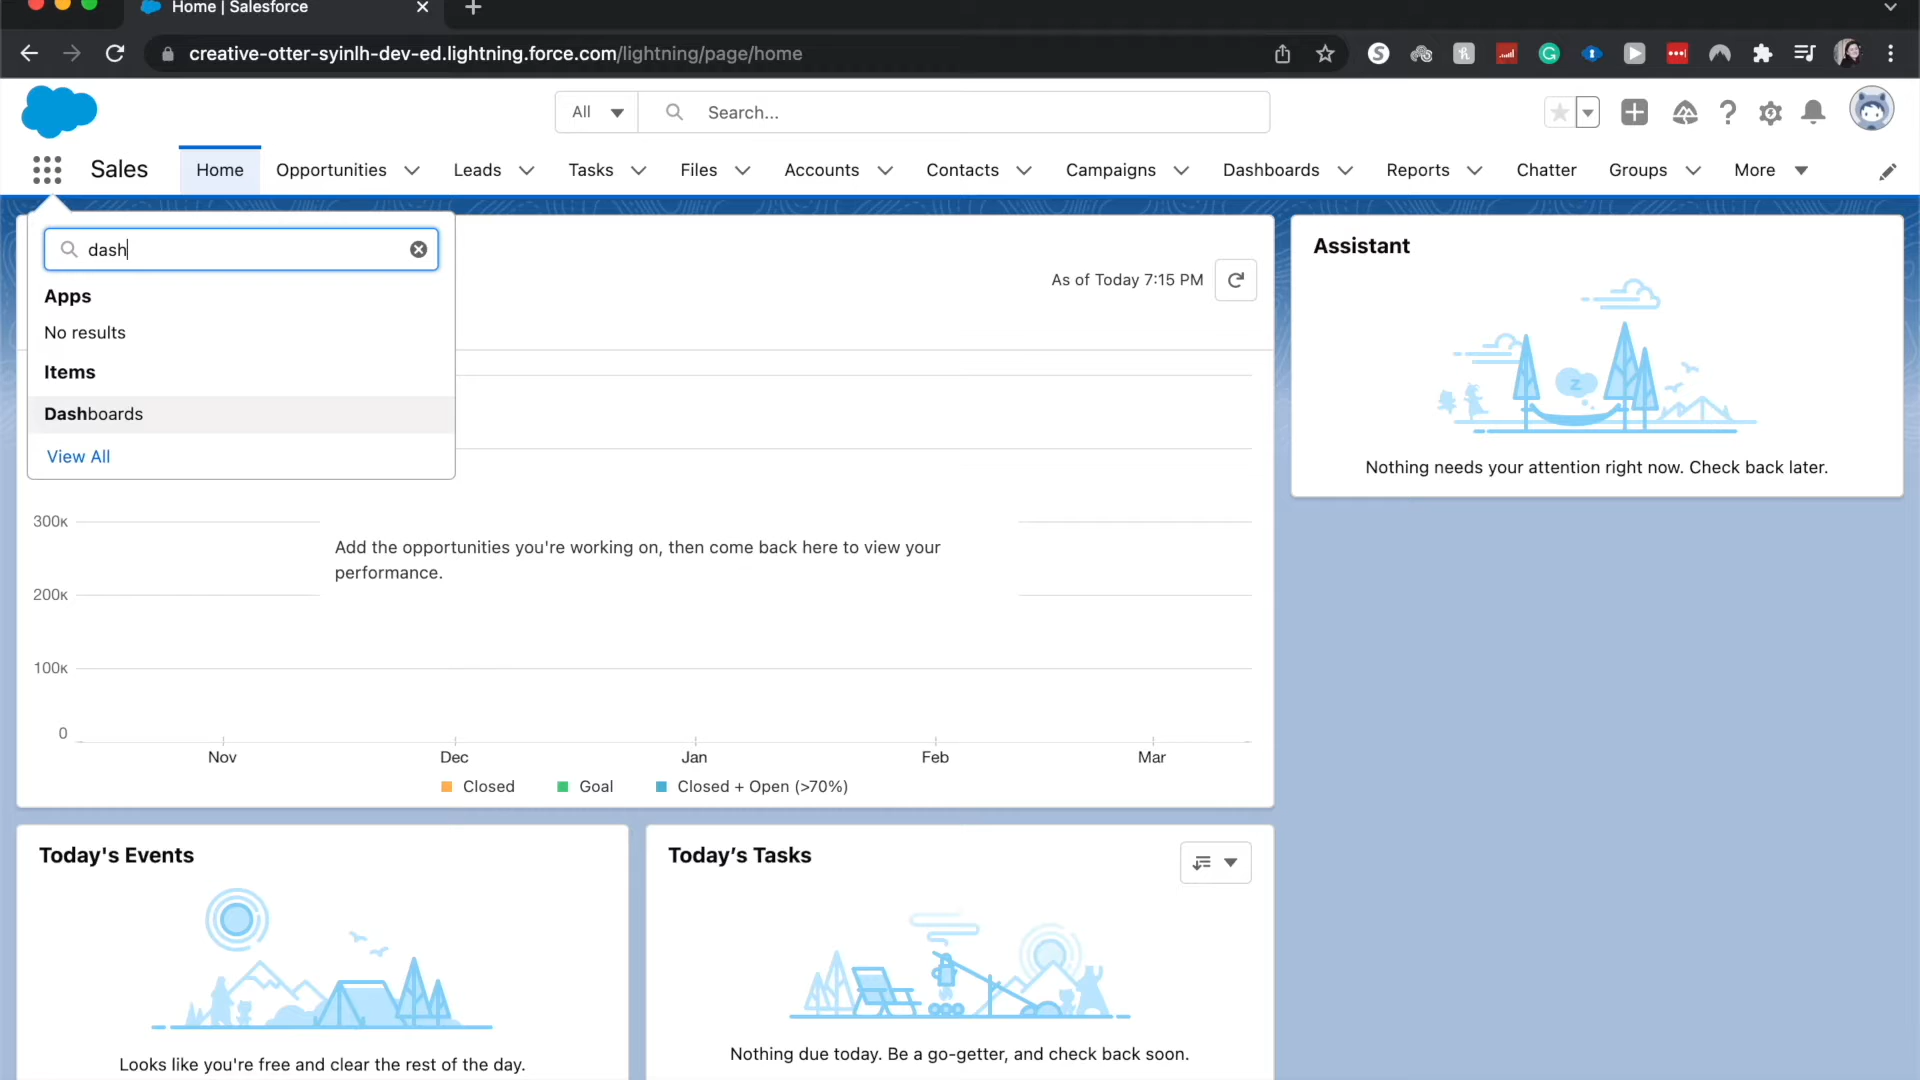 Home | Salesforce
creative-otter-syinlh-dev-ed.lightning.force.com/lightning/page/home
All
Search...
Sales
Home
Opportunities
Leads
Tasks
Files
Accounts
Contacts
Campaigns
Dashboards
Reports
Chatter
Groups
More
dash
Apps
No results
Items
Dashboards
View All
As of Today 7:15 PM
Assistant
Nothing needs your attention right now. Check back later.
300K
200K
100K
0
Add the opportunities you're working on, then come back here to view your
performance.
Nov
Dec
Jan
Feb
Mar
Closed
Goal
Closed + Open (>70%)
Today's Events
Looks like you're free and clear the rest of the day.
Today’s Tasks
Nothing due today. Be a go-getter, and check back soon.